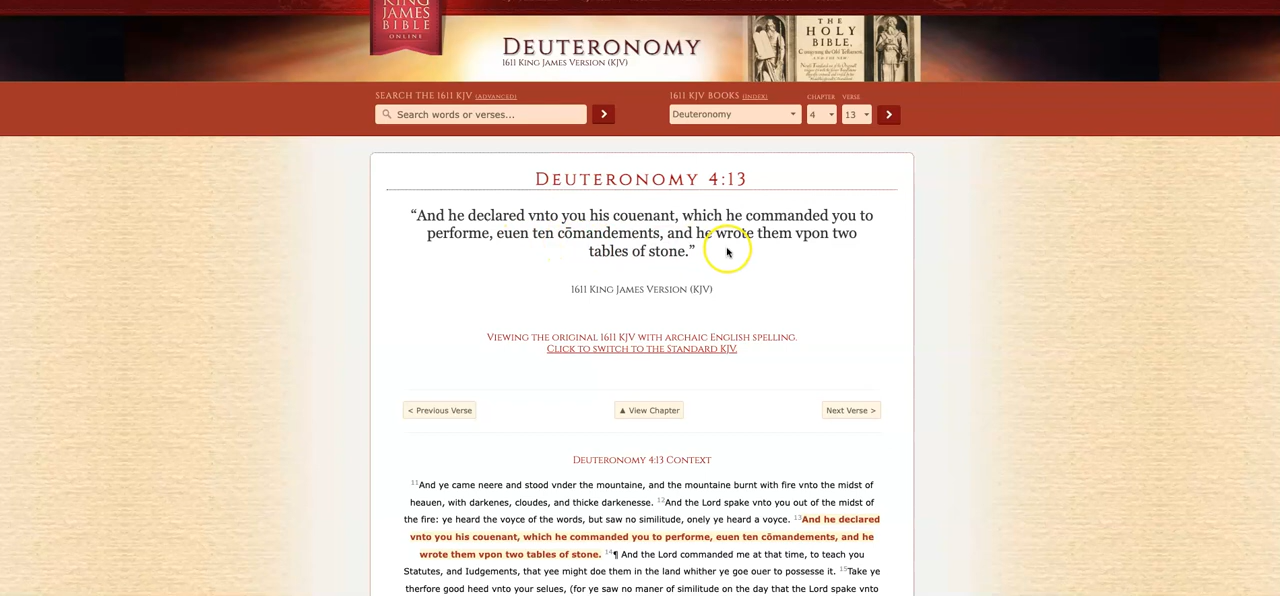 KING
JAMES
BIBLE
ONLINE
DEUTERONOMY
1611 KING JAMES VERSION (KJV)
THE
HOLY
BIBLE,
SEARCH THE 1611 KJV (ADVANCED)
Search words or verses...
1611 KJV BOOKS [INDEX]
CHAPTER
VERSE
Deuteronomy
4
13
DEUTERONOMY 4:13
“And he declared vnto you his couenant, which he commanded you to
performe, euen ten cōmandements, and he wrote them vpon two
tables of stone.”
1611 KING JAMES VERSION (KJV)
VIEWING THE ORIGINAL 1611 KJV WITH ARCHAIC ENGLISH SPELLING.
CLICK TO SWITCH TO THE STANDARD KJV.
< Previous Verse
▲ View Chapter
Next Verse >
DEUTERONOMY 4:13 CONTEXT
11And ye came neere and stood vnder the mountaine, and the mountaine burnt with fire vnto the midst of
heauen, with darkenes, cloudes, and thicke darkenesse. 12And the Lord spake vnto you out of the midst of
the fire: ye heard the voyce of the words, but saw no similitude, onely ye heard a voyce. 13And he declared
vnto you his couenant, which he commanded you to performe, euen ten cōmandements, and he
wrote them vpon two tables of stone. 14¶ And the Lord commanded me at that time, to teach you
Statutes, and Iudgements, that yee might doe them in the land whither ye goe ouer to possesse it. 15Take ye
therfore good heed vnto your selues, (for ye saw no maner of similitude on the day that the Lord spake vnto